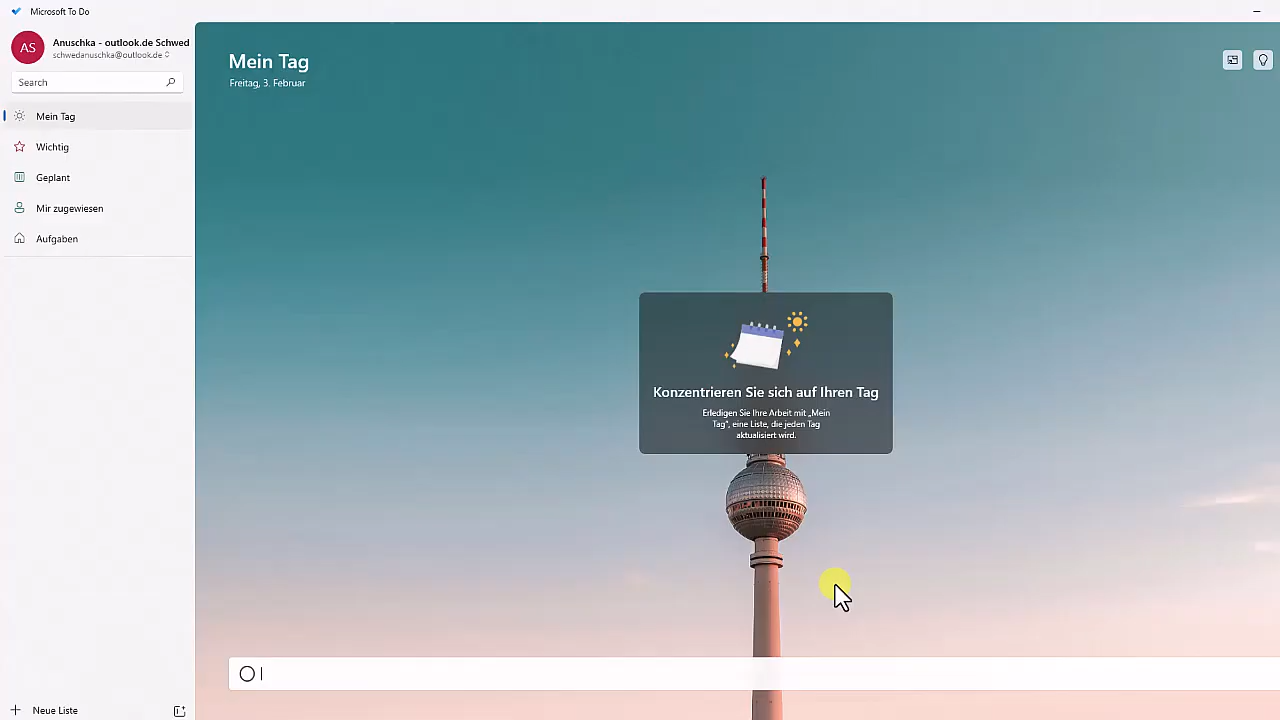 Microsoft To Do
AS
Anuschka - outlook.de Schwed
schwedanuschka@outlook.de
Search
Mein Tag
Wichtig
Geplant
Mir zugewiesen
Aufgaben
Neue Liste
Mein Tag
Freitag, 3. Februar
Konzentrieren Sie sich auf Ihren Tag
Erledigen Sie Ihre Arbeit mit „Mein
Tag“, eine Liste, die jeden Tag
aktualisiert wird.